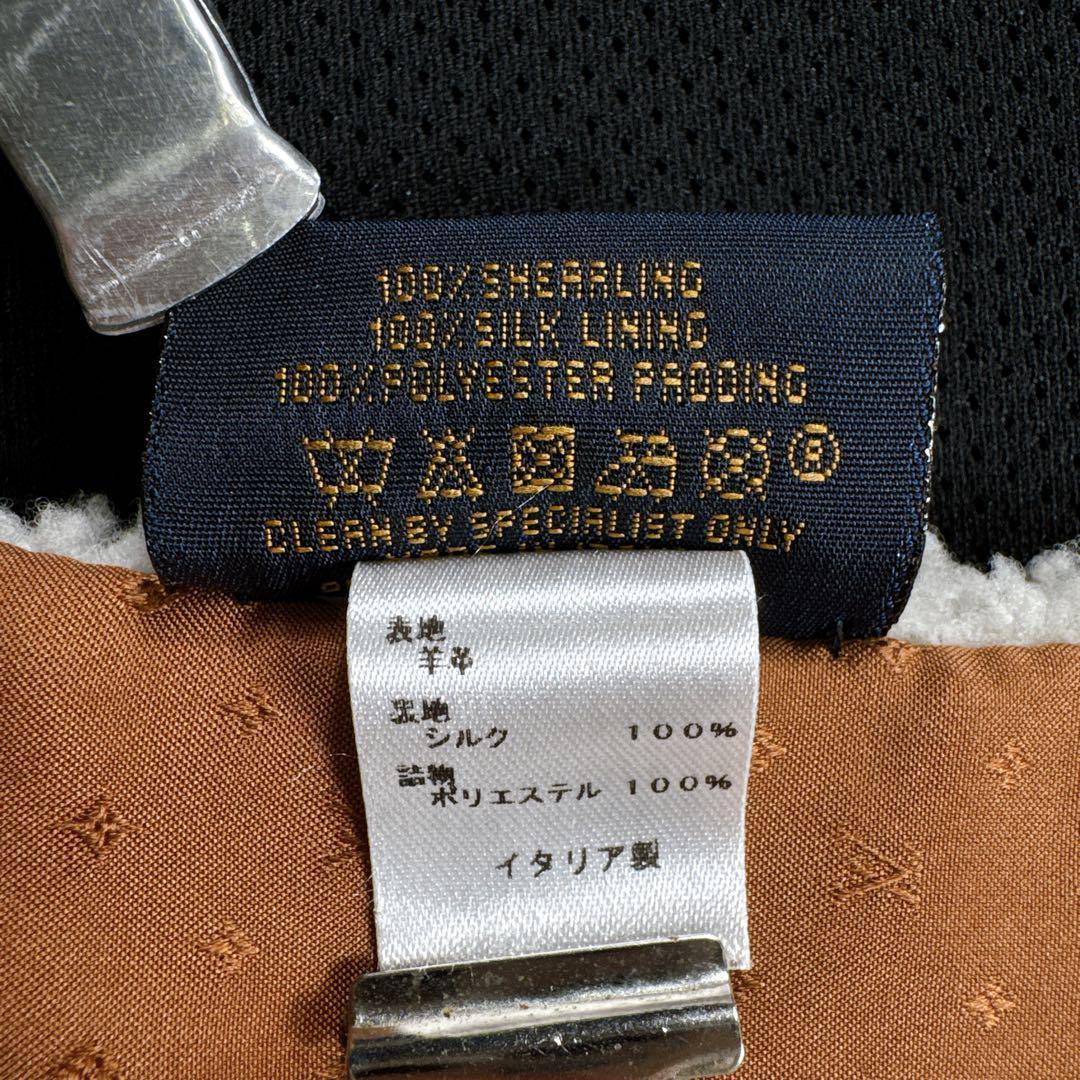 100% SHEARLING
100% SILK LINING
100% POLYESTER PADDING
®
CLEAN BY SPECIALIST ONLY
表地
羊革
裏地
シルク 100%
詰物
ポリエステル 100%
イタリア製